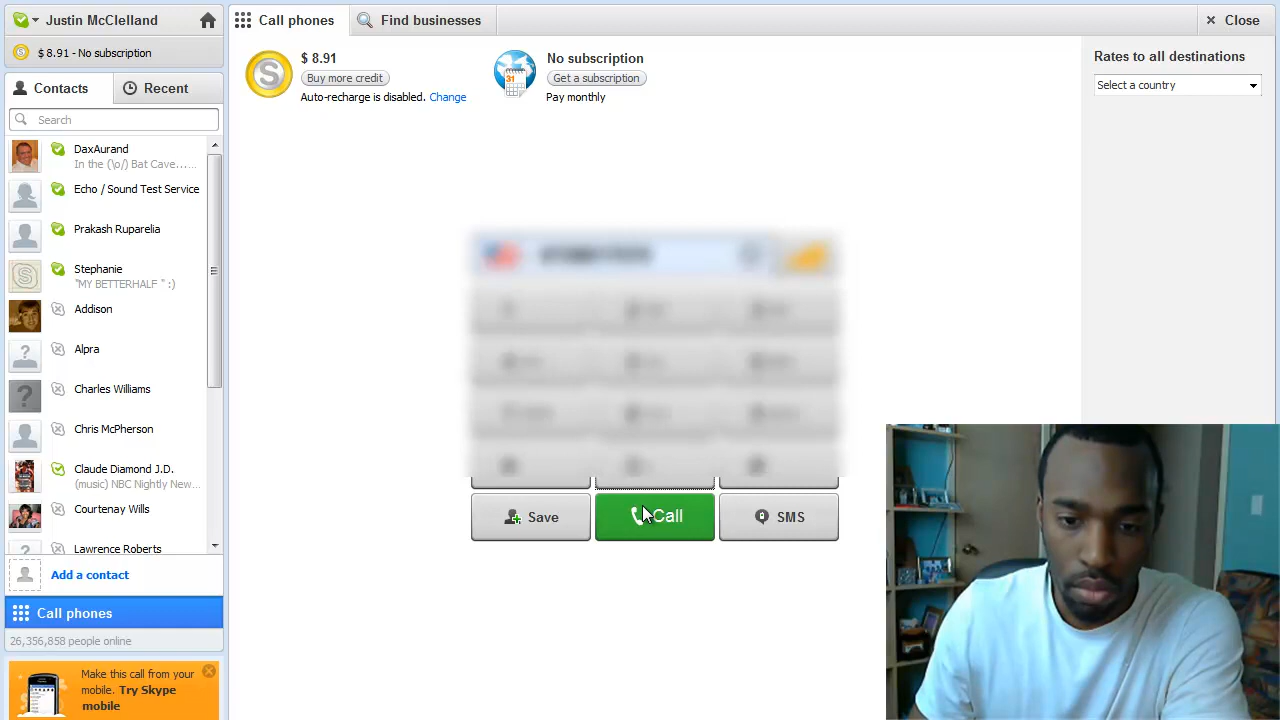 Justin McClelland
$ 8.91 - No subscription
Contacts
Recent
Search
DaxAurand
In the (\o/) Bat Cave.....
Echo / Sound Test Service
Prakash Ruparelia
Stephanie
"MY BETTERHALF " :)
Addison
Alpra
Charles Williams
Chris McPherson
Claude Diamond J.D.
(music) NBC Nightly New...
Courtenay Wills
Lawrence Roberts
Add a contact
Call phones
26,356,858 people online
Make this call from your
mobile. Try Skype
mobile
Call phones
Find businesses
Close
$ 8.91
Buy more credit
Auto-recharge is disabled. Change
31
No subscription
Get a subscription
Pay monthly
Rates to all destinations
Select a country
Save
Call
SMS